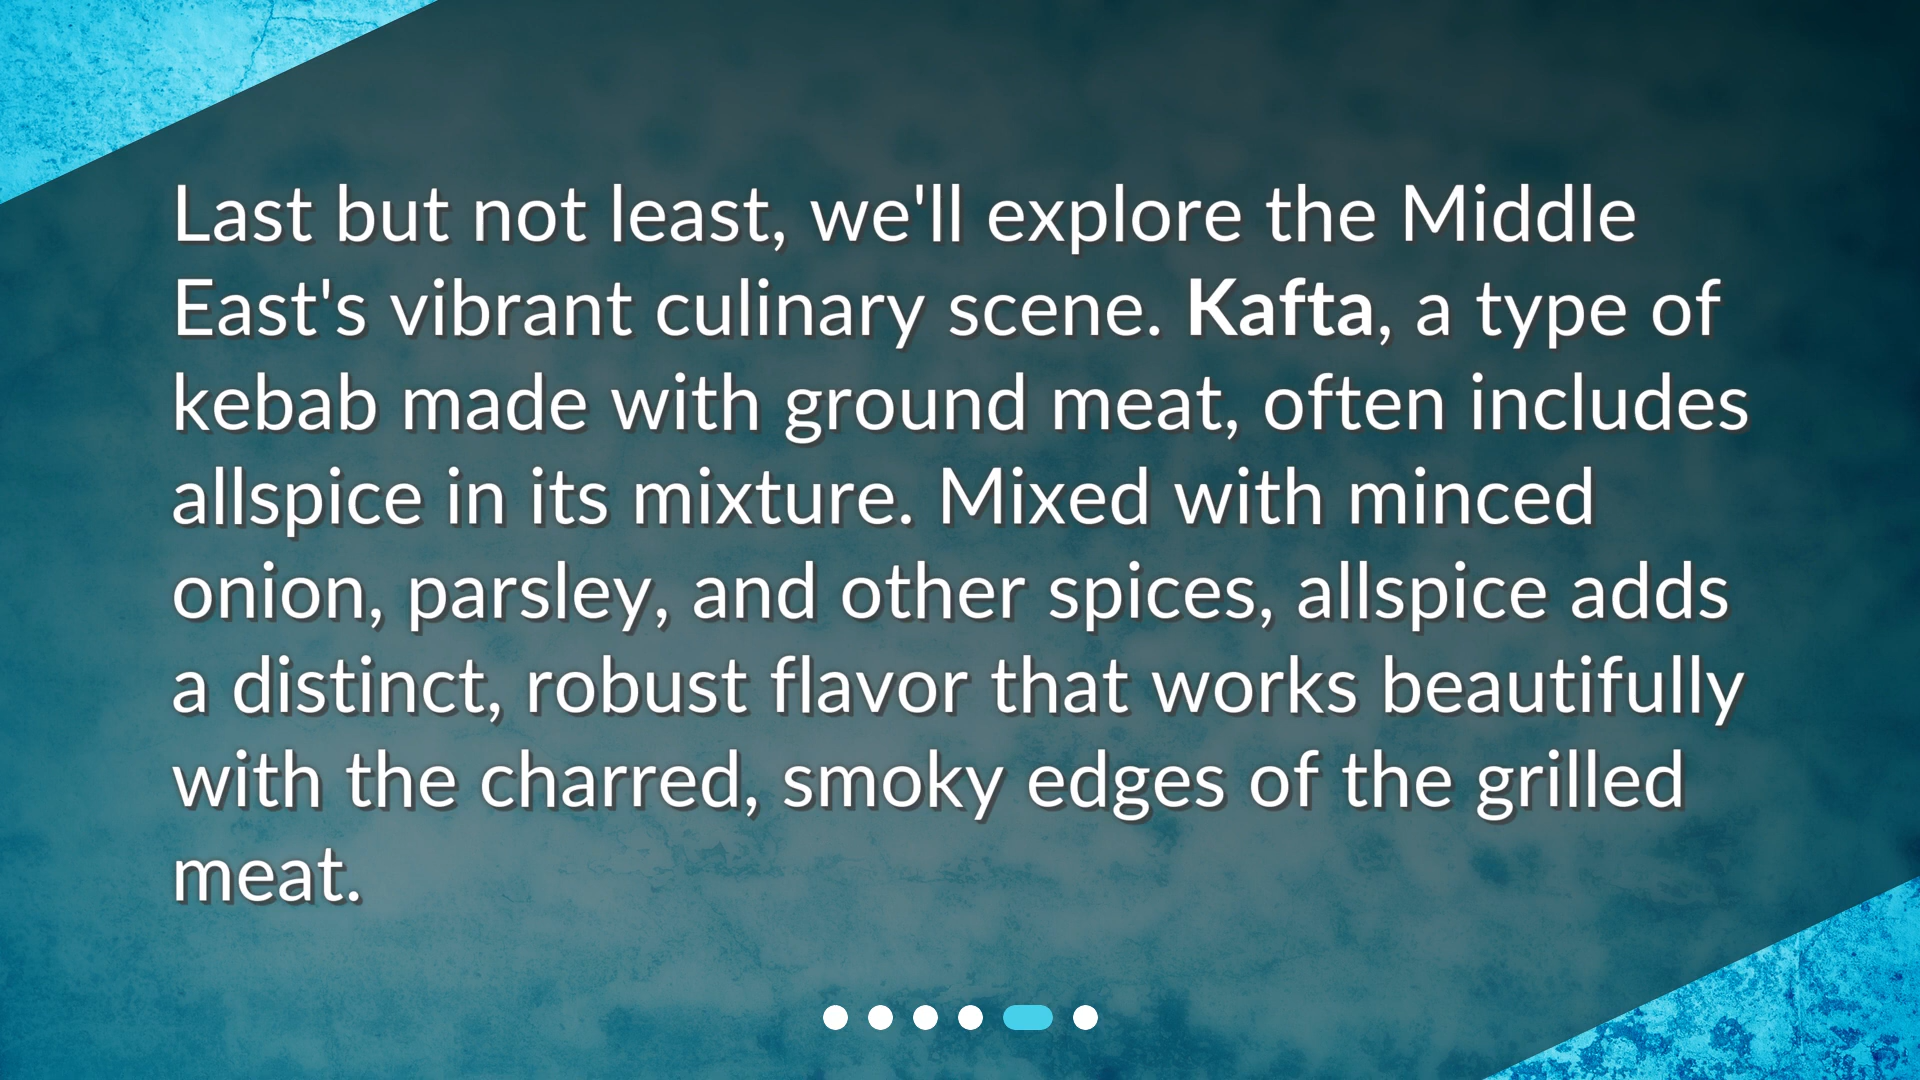 Last but not least, we'll explore the Middle
East's vibrant culinary scene. Kafta, a type of
kebab made with ground meat, often includes
allspice in its mixture. Mixed with minced
onion, parsley, and other spices, allspice adds
a distinct, robust flavor that works beautifully
with the charred, smoky edges of the grilled
meat.